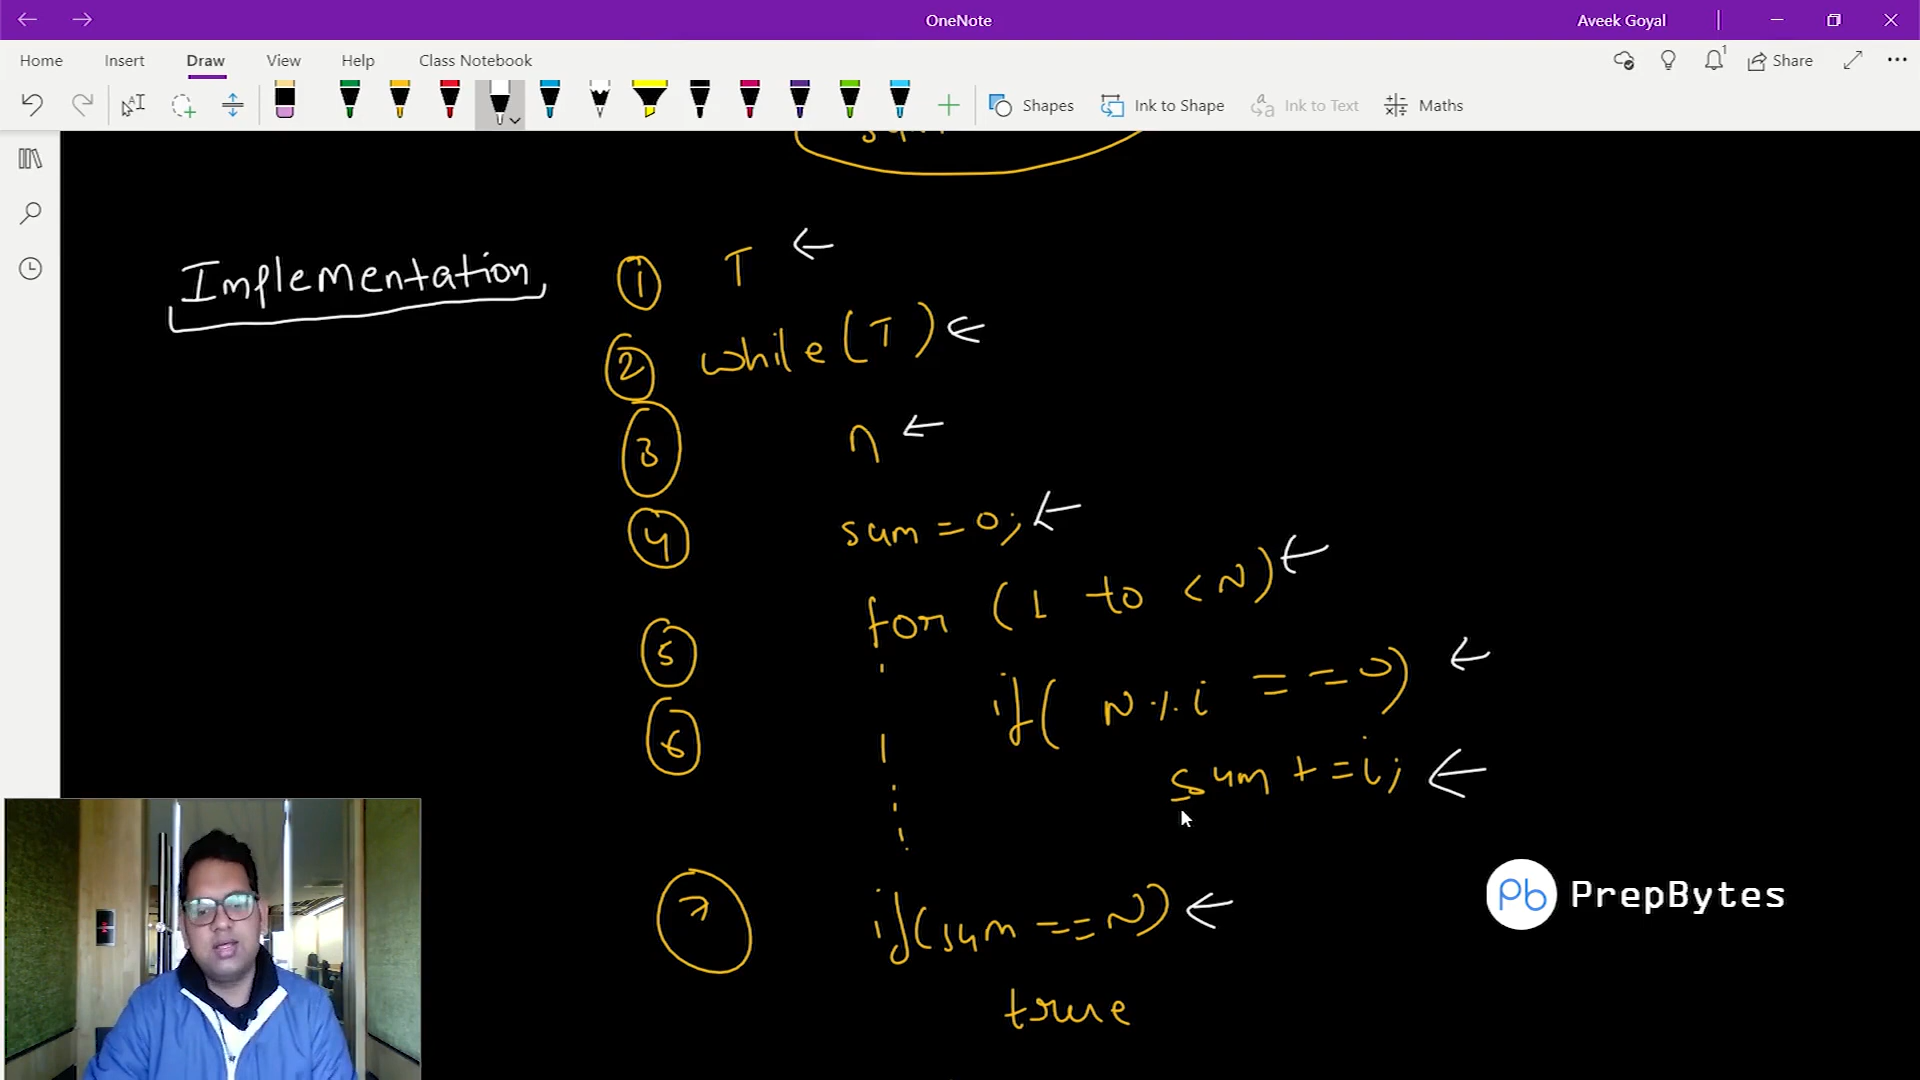 OneNote
Aveek Goyal
Home Insert Draw View Help Class Notebook
1 Share
Shapes Ink to Shape Ink to Text Maths
Implementation
1 T ←
2 while (T) ←
3 n ←
4 sum = 0; ←
5 for (1 to < N) ←
6 if( N % i == 0) ←
sum += i; ←
7 if(sum == N) ←
true
Pb PrepBytes